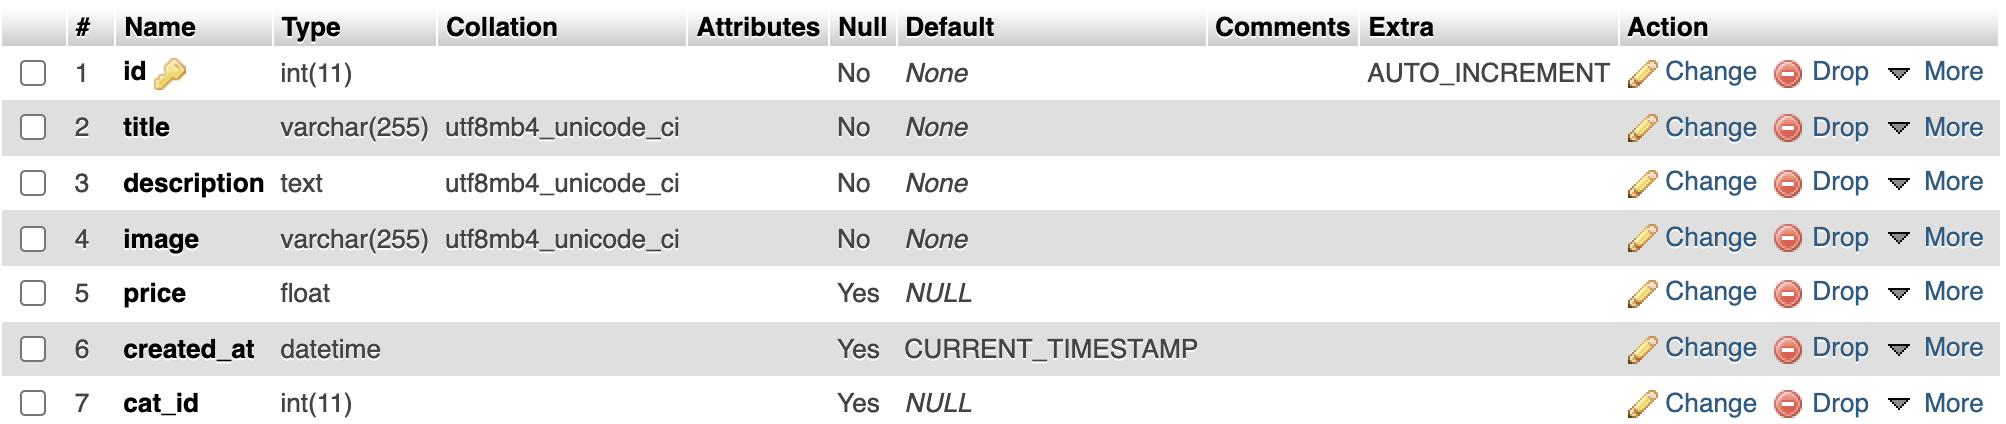 # Name Type Collation Attributes Null Default Comments Extra Action
1 id int(11) No None AUTO_INCREMENT Change Drop More
2 title varchar(255) utf8mb4_unicode_ci No None Change Drop More
3 description text utf8mb4_unicode_ci No None Change Drop More
4 image varchar(255) utf8mb4_unicode_ci No None Change Drop More
5 price float Yes NULL Change Drop More
6 created_at datetime Yes CURRENT_TIMESTAMP Change Drop More
7 cat_id int(11) Yes NULL Change Drop More